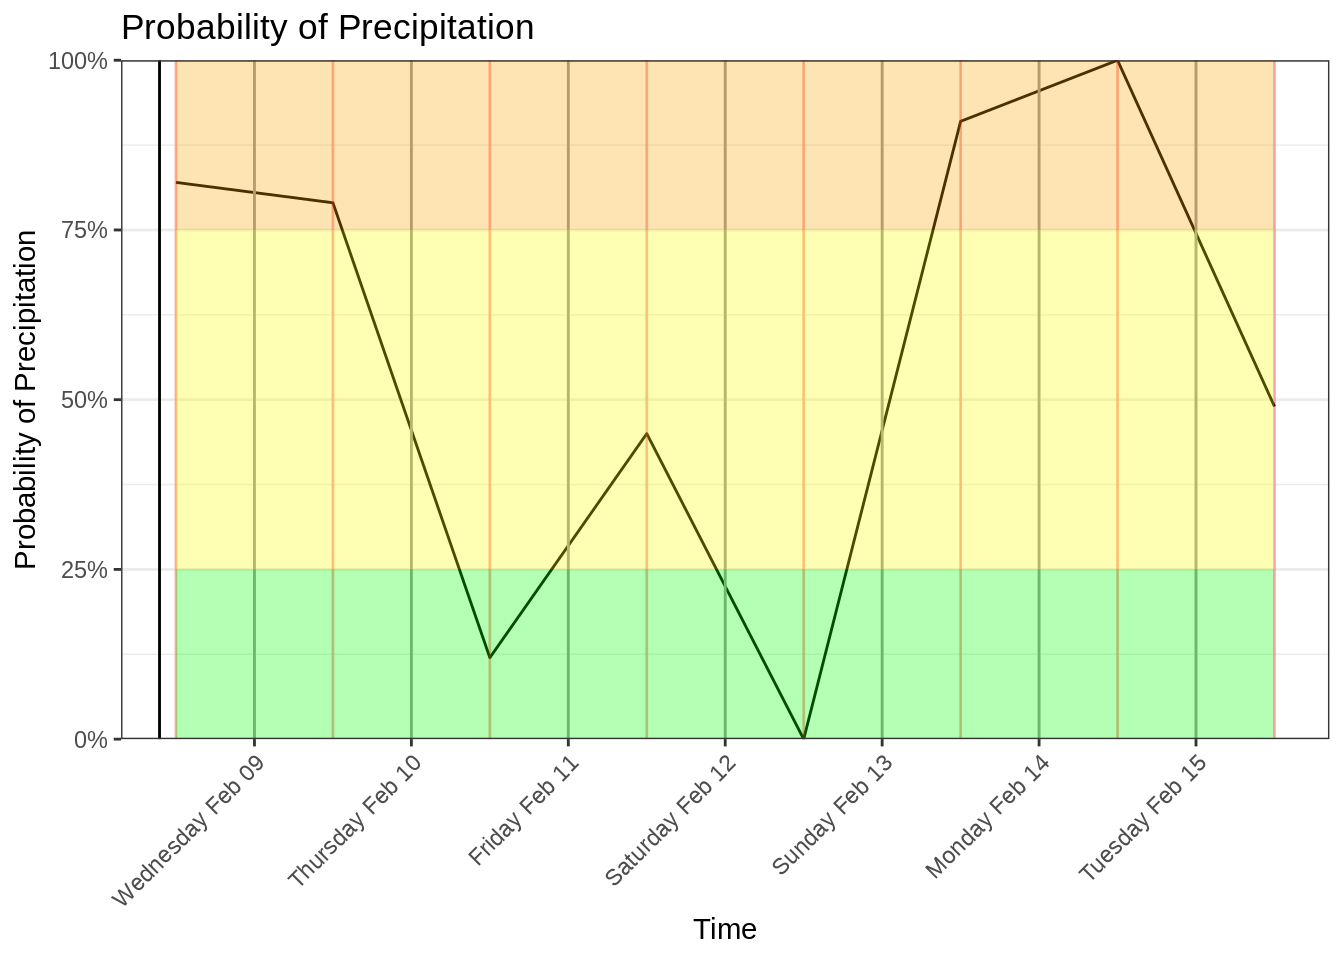 Probability of Precipitation
Probability of Precipitation
100%
75%
50%
25%
0%
Wednesday Feb 09
Thursday Feb 10
Friday Feb 11
Saturday Feb 12
Sunday Feb 13
Monday Feb 14
Tuesday Feb 15
Time